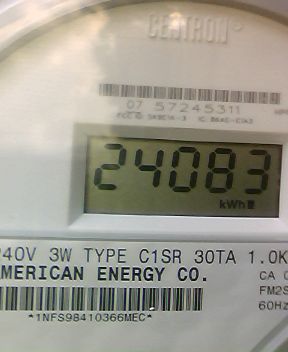 CENTRON®
07 57245311
24083
kWh
240V 3W TYPE C1SR 30TA 1.0K
AMERICAN ENERGY CO.
CA
FM2S
60Hz
*1NFS98410366MEC*